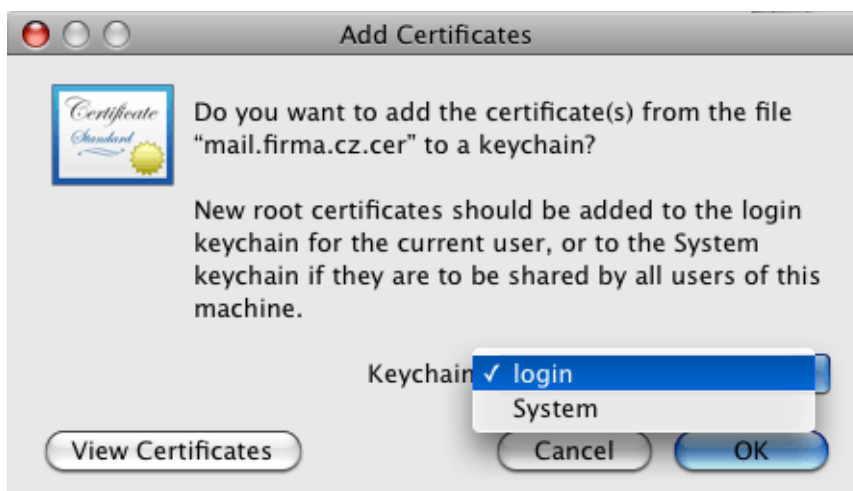 Add Certificates
Certificate
Standard
Do you want to add the certificate(s) from the file
“mail.firma.cz.cer” to a keychain?
New root certificates should be added to the login
keychain for the current user, or to the System
keychain if they are to be shared by all users of this
machine.
Keychain ✓ login
System
View Certificates Cancel OK